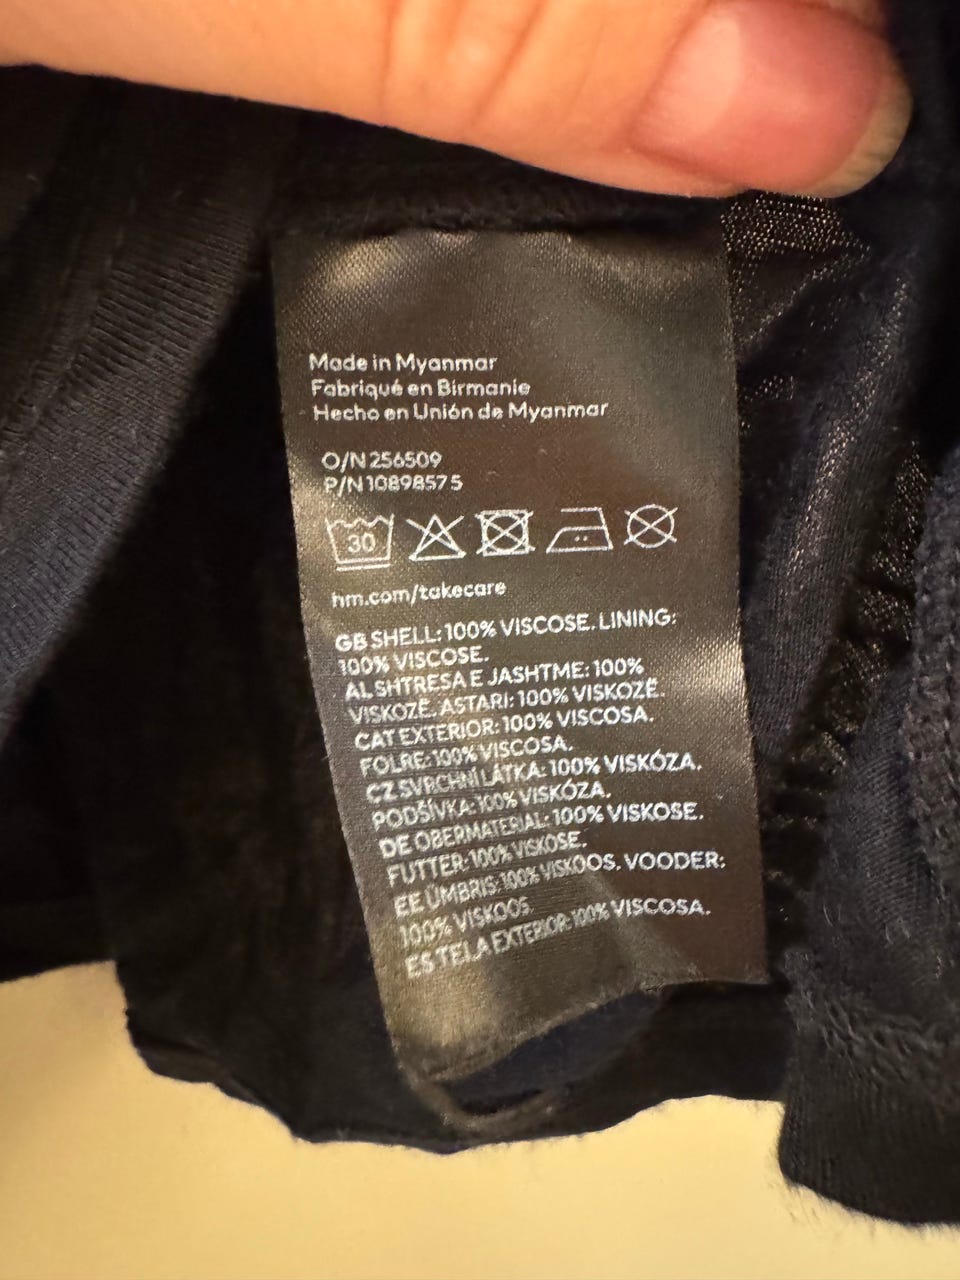 Made in Myanmar
Fabriqué en Birmanie
Hecho en Unión de Myanmar
O/N 256509
P/N 10898575
30
hm.com/takecare
GB SHELL: 100% VISCOSE. LINING:
100% VISCOSE.
AL SHTRESA E JASHTME: 100%
VISKOZË. ASTARI: 100% VISKOZË.
CAT EXTERIOR: 100% VISCOSA.
FOLRE: 100% VISCOSA.
CZ SVRCHNÍ LÁTKA: 100% VISKÓZA.
PODŠÍVKA: 100% VISKÓZA.
DE OBERMATERIAL: 100% VISKOSE.
FUTTER: 100% VISKOSE.
EE ÜMBRIS: 100% VISKOOS. VOODER:
100% VISKOOS.
ES TELA EXTERIOR: 100% VISCOSA.